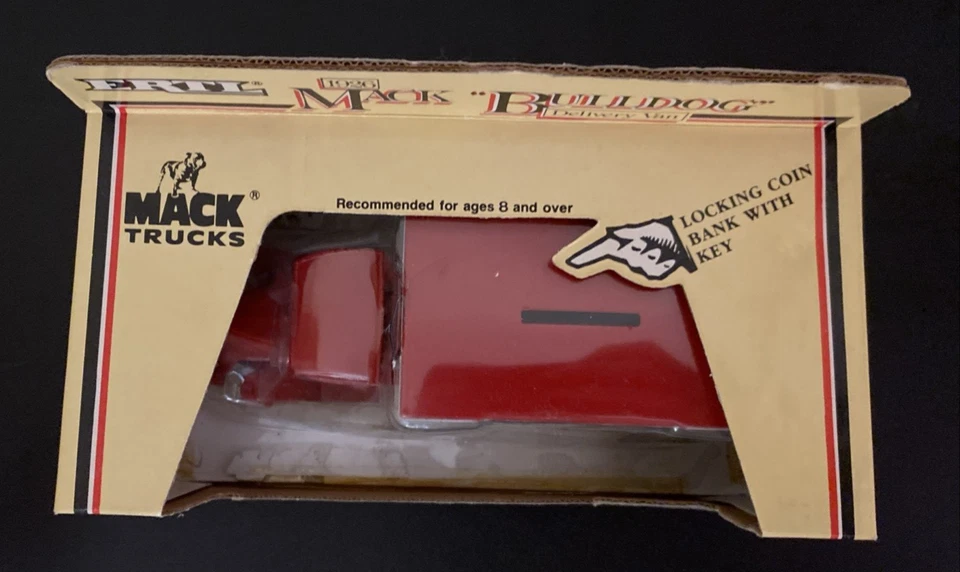 ERTL®
1926
MACK "BULLDOG"™
Delivery Van
MACK®
TRUCKS
Recommended for ages 8 and over
LOCKING COIN
BANK WITH
KEY